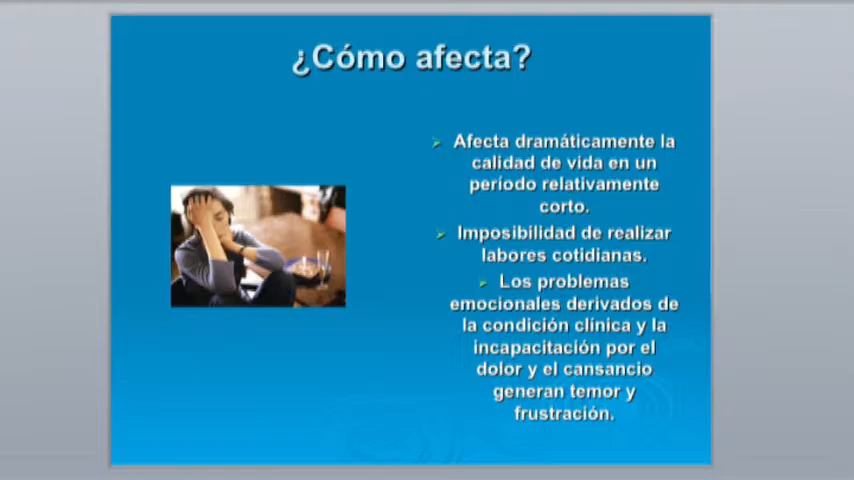 ¿Cómo afecta?
Afecta dramáticamente la
calidad de vida en un
período relativamente
corto.
Imposibilidad de realizar
labores cotidianas.
Los problemas
emocionales derivados de
la condición clínica y la
incapacitación por el
dolor y el cansancio
generan temor y
frustración.